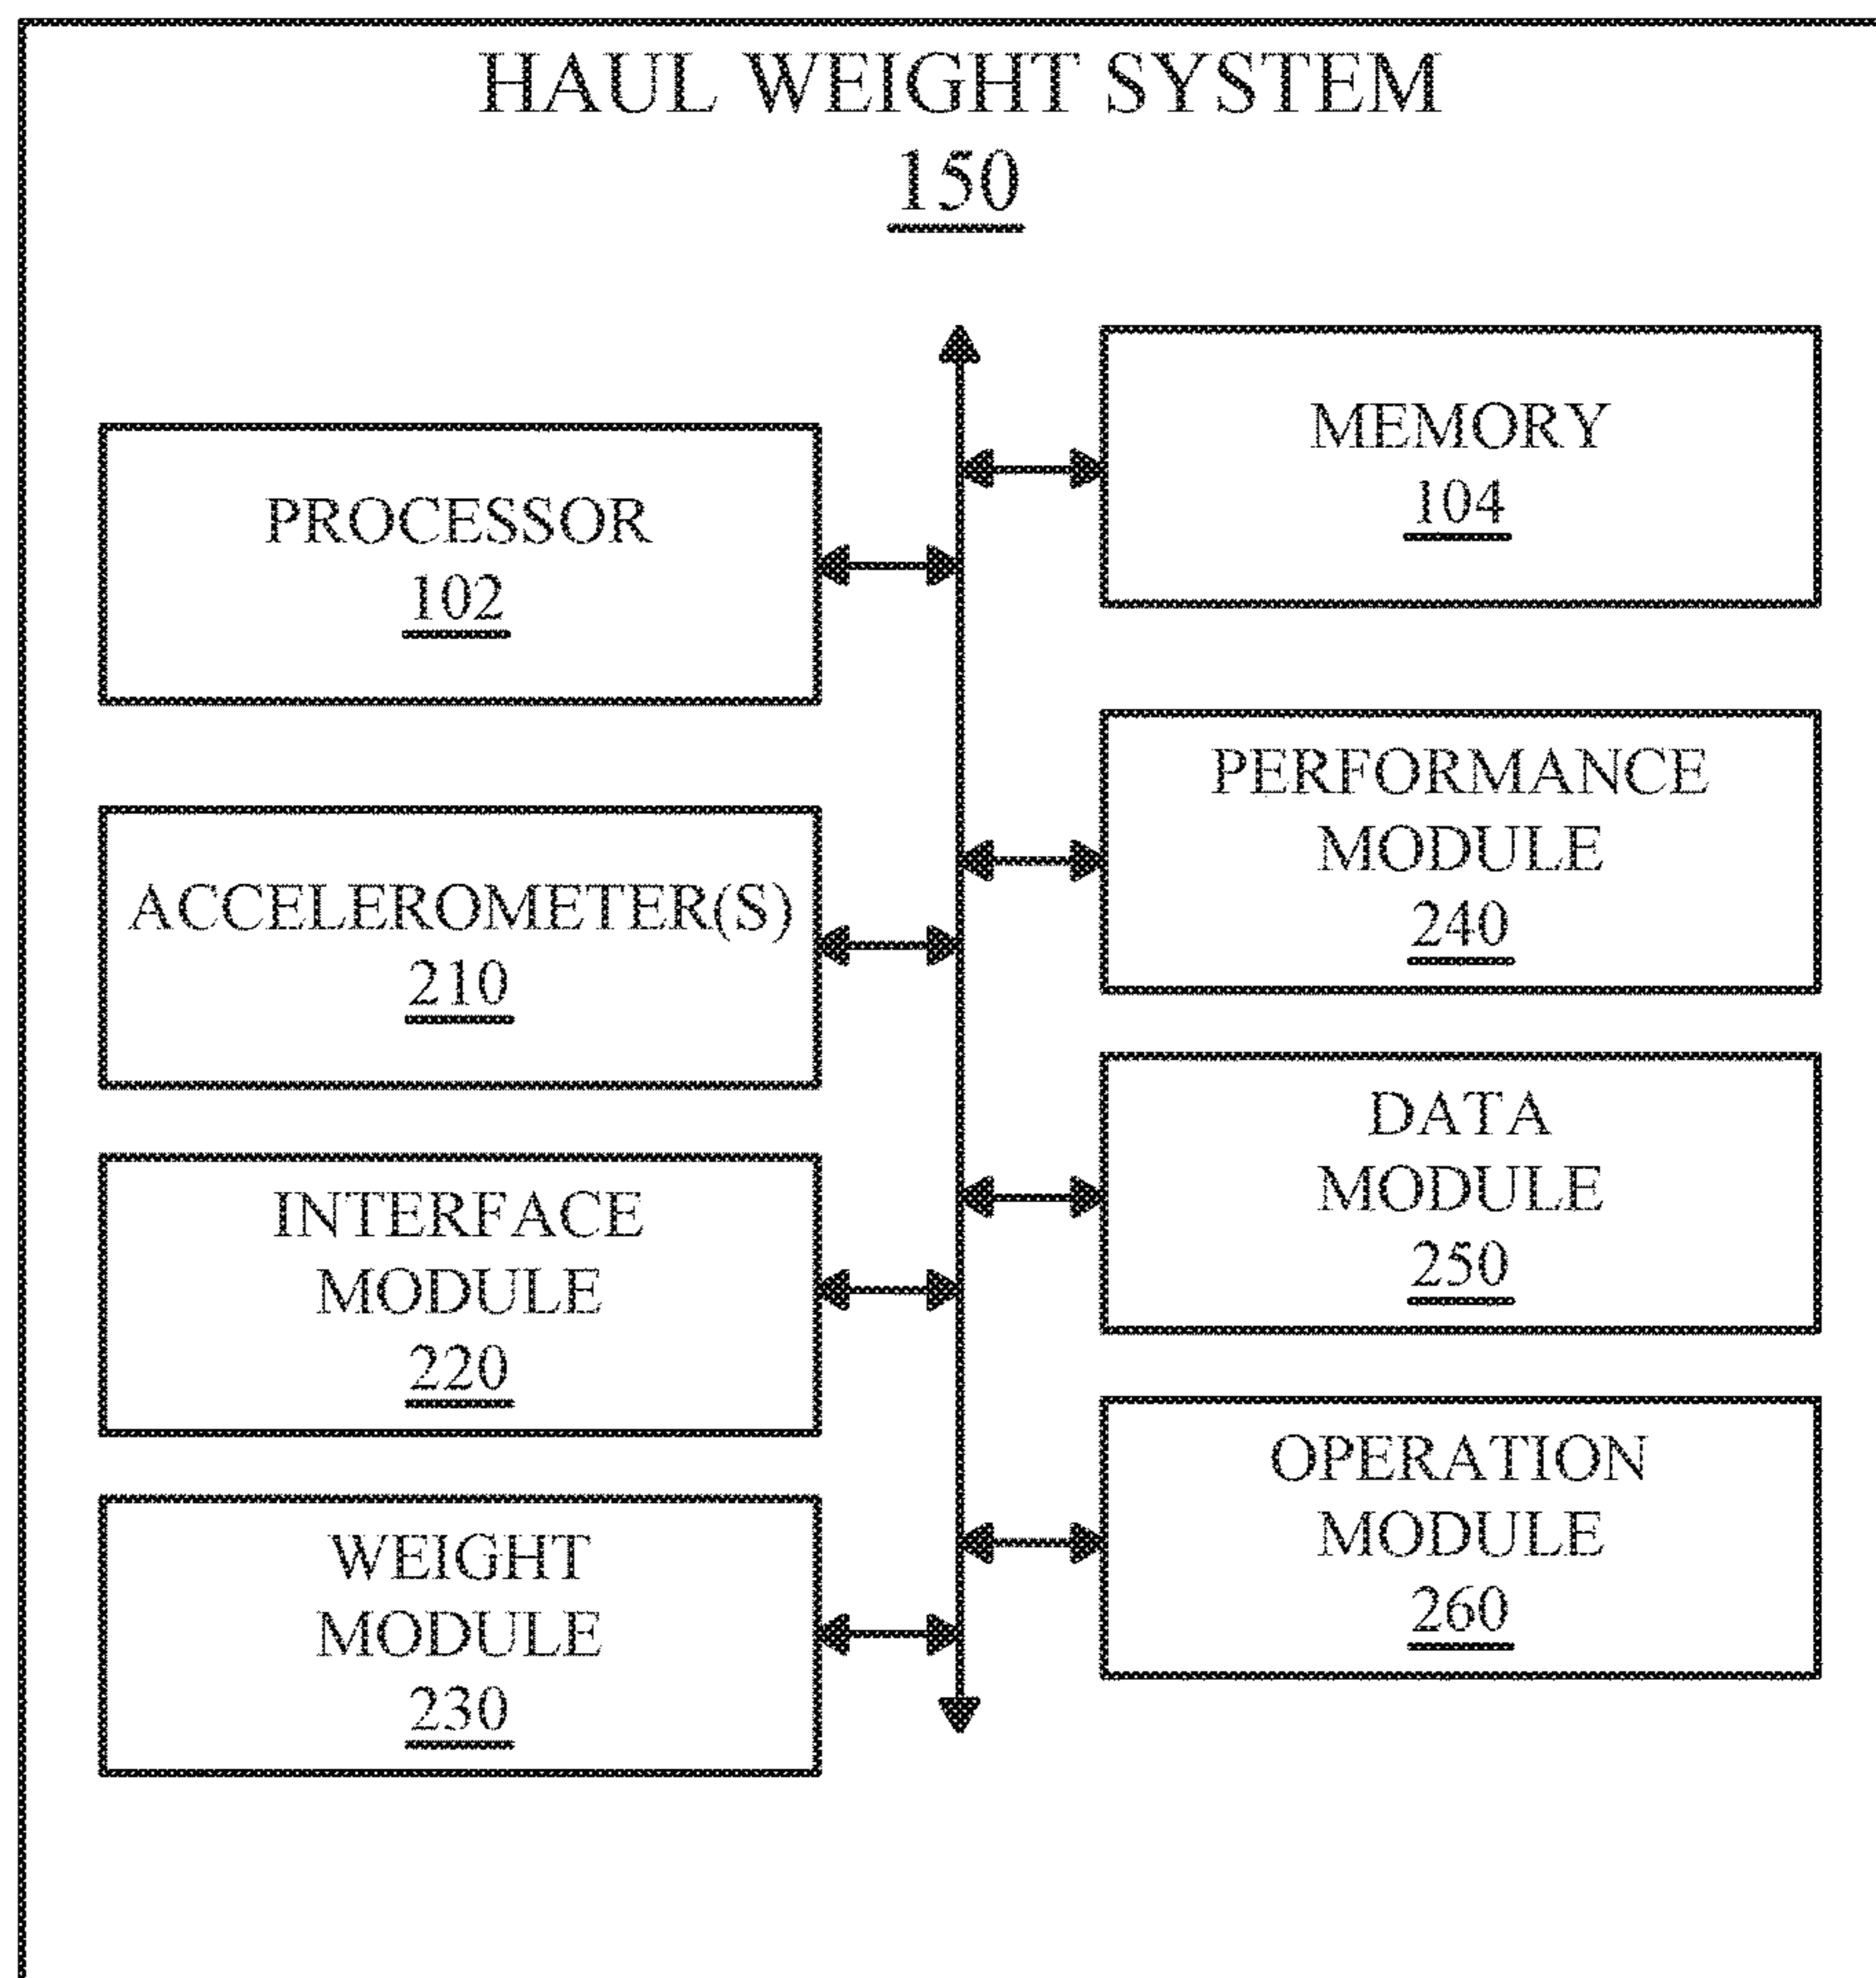 HAUL WEIGHT SYSTEM
150
PROCESSOR
102
ACCELEROMETER(S)
210
INTERFACE
MODULE
220
WEIGHT
MODULE
230
MEMORY
104
PERFORMANCE
MODULE
240
DATA
MODULE
250
OPERATION
MODULE
260